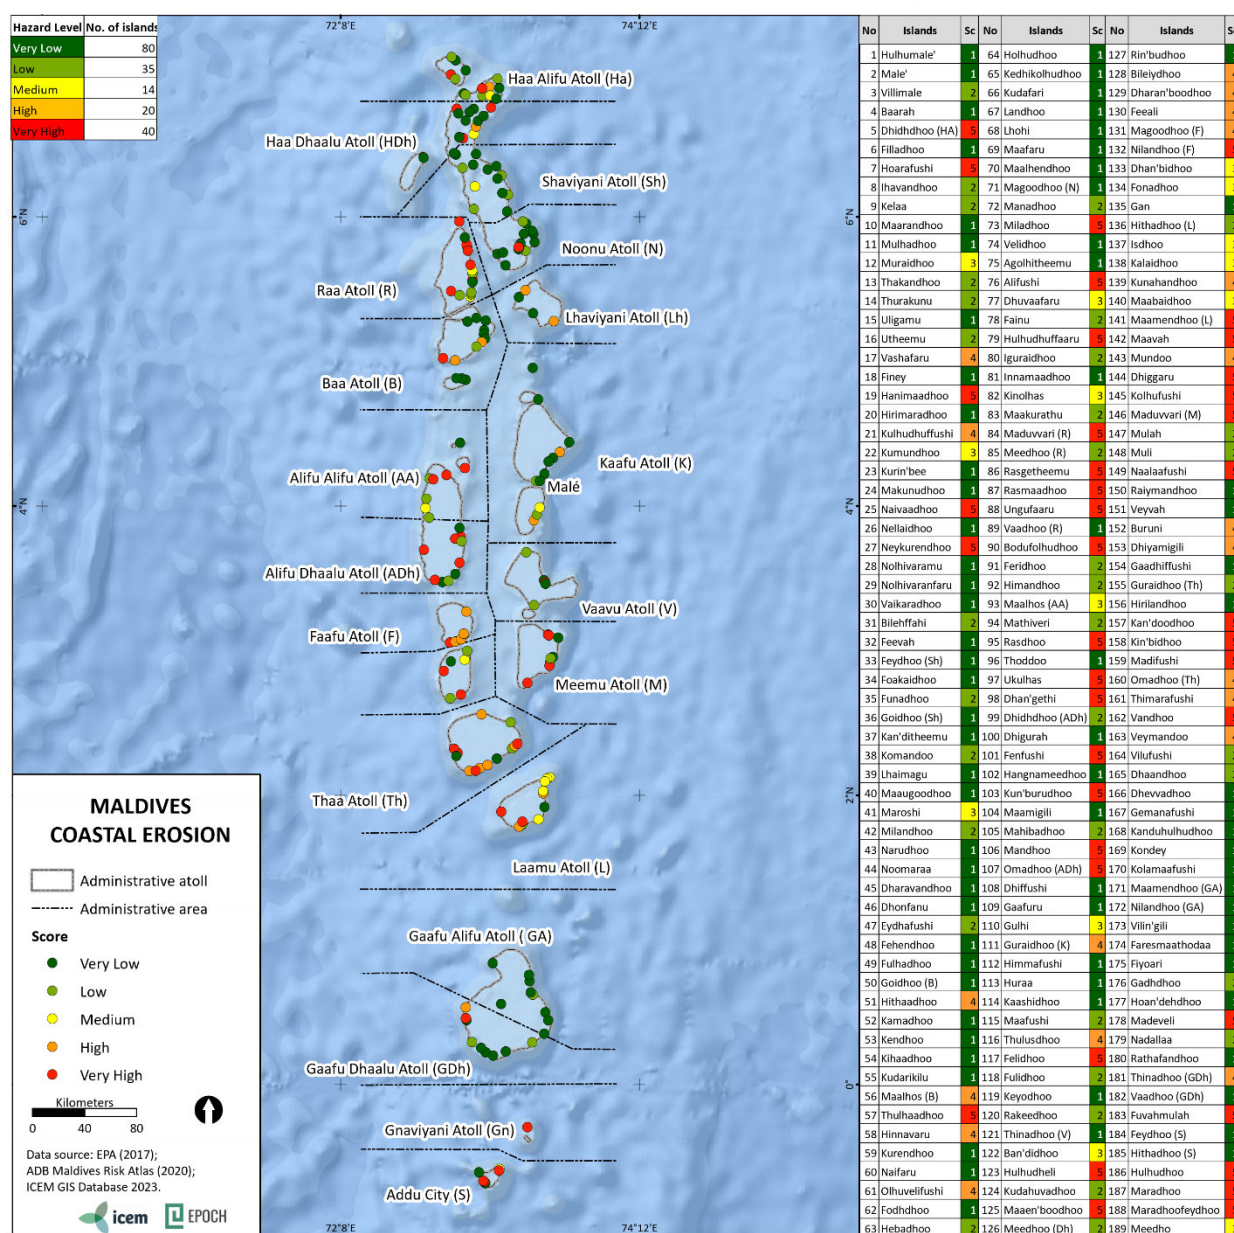 Hazard Level No. of islands
Very Low 80
Low 35
Medium 14
High 20
Very High 40
72°8'E 74°12'E
Haa Alifu Atoll (Ha)
Haa Dhaalu Atoll (HDh)
Shaviyani Atoll (Sh)
6°N 6°N
Noonu Atoll (N)
Raa Atoll (R)
Lhaviyani Atoll (Lh)
Baa Atoll (B)
Kaafu Atoll (K)
Alifu Alifu Atoll (AA)
Malé
4°N 4°N
Alifu Dhaalu Atoll (ADh)
Vaavu Atoll (V)
Faafu Atoll (F)
Meemu Atoll (M)
Thaa Atoll (Th)
2°N
Laamu Atoll (L)
Gaafu Alifu Atoll ( GA)
Gaafu Dhaalu Atoll (GDh)
0°
Gnaviyani Atoll (Gn)
Addu City (S)
72°8'E 74°12'E
MALDIVES
COASTAL EROSION
Administrative atoll
Administrative area
Score
Very Low
Low
Medium
High
Very High
Kilometers
0 40 80
Data source: EPA (2017);
ADB Maldives Risk Atlas (2020);
ICEM GIS Database 2023.
icem EPOCH
No Islands Sc No Islands Sc No Islands
1 Hulhumale' 1 64 Holhudhoo 1 127 Rin'budhoo
2 Male' 1 65 Kedhikolhudhoo 1 128 Bileiydhoo
3 Villimale 2 66 Kudafari 1 129 Dharan'boodhoo
4 Baarah 1 67 Landhoo 1 130 Feeali
5 Dhidhdhoo (HA) 5 68 Lhohi 1 131 Magoodhoo (F)
6 Filladhoo 1 69 Maafaru 1 132 Nilandhoo (F)
7 Hoarafushi 5 70 Maalhendhoo 1 133 Dhan'bidhoo
8 Ihavandhoo 2 71 Magoodhoo (N) 1 134 Fonadhoo
9 Kelaa 2 72 Manadhoo 2 135 Gan
10 Maarandhoo 1 73 Miladhoo 5 136 Hithadhoo (L)
11 Mulhadhoo 1 74 Velidhoo 1 137 Isdhoo
12 Muraidhoo 3 75 Agolhitheemu 1 138 Kalaidhoo
13 Thakandhoo 2 76 Alifushi 5 139 Kunahandhoo
14 Thurakunu 2 77 Dhuvaafaru 3 140 Maabaidhoo
15 Uligamu 1 78 Fainu 2 141 Maamendhoo (L)
16 Utheemu 2 79 Hulhudhuffaaru 5 142 Maavah
17 Vashafaru 4 80 Iguraidhoo 2 143 Mundoo
18 Finey 1 81 Innamaadhoo 1 144 Dhiggaru
19 Hanimaadhoo 5 82 Kinolhas 3 145 Kolhufushi
20 Hirimaradhoo 1 83 Maakurathu 2 146 Maduvvari (M)
21 Kulhudhuffushi 4 84 Maduvvari (R) 5 147 Mulah
22 Kumundhoo 3 85 Meedhoo (R) 2 148 Muli
23 Kurin'bee 1 86 Rasgetheemu 5 149 Naalaafushi
24 Makunudhoo 1 87 Rasmaadhoo 5 150 Raiymandhoo
25 Naivaadhoo 5 88 Ungufaaru 5 151 Veyvah
26 Nellaidhoo 1 89 Vaadhoo (R) 1 152 Buruni
27 Neykurendhoo 5 90 Bodufolhudhoo 5 153 Dhiyamigili
28 Nolhivaramu 1 91 Feridhoo 2 154 Gaadhiffushi
29 Nolhivaranfaru 1 92 Himandhoo 2 155 Guraidhoo (Th)
30 Vaikaradhoo 1 93 Maalhos (AA) 3 156 Hirilandhoo
31 Bilehffahi 2 94 Mathiveri 2 157 Kan'doodhoo
32 Feevah 1 95 Rasdhoo 5 158 Kin'bidhoo
33 Feydhoo (Sh) 1 96 Thoddoo 1 159 Madifushi
34 Foakaidhoo 1 97 Ukulhas 5 160 Omadhoo (Th)
35 Funadhoo 2 98 Dhan'gethi 5 161 Thimarafushi
36 Goidhoo (Sh) 1 99 Dhidhdhoo (ADh) 2 162 Vandhoo
37 Kan'ditheemu 1 100 Dhigurah 1 163 Veymandoo
38 Komandoo 2 101 Fenfushi 5 164 Vilufushi
39 Lhaimagu 1 102 Hangnameedhoo 1 165 Dhaandhoo
40 Maaugoodhoo 1 103 Kun'burudhoo 5 166 Dhevvadhoo
41 Maroshi 3 104 Maamigili 1 167 Gemanafushi
42 Milandhoo 2 105 Mahibadhoo 2 168 Kanduhulhudhoo
43 Narudhoo 1 106 Mandhoo 5 169 Kondey
44 Noomaraa 1 107 Omadhoo (ADh) 5 170 Kolamaafushi
45 Dharavandhoo 1 108 Dhiffushi 1 171 Maamendhoo (GA)
46 Dhonfanu 1 109 Gaafuru 1 172 Nilandhoo (GA)
47 Eydhafushi 2 110 Gulhi 3 173 Vilin'gili
48 Fehendhoo 1 111 Guraidhoo (K) 4 174 Faresmaathodaa
49 Fulhadhoo 1 112 Himmafushi 1 175 Fiyoari
50 Goidhoo (B) 1 113 Huraa 1 176 Gadhdhoo
51 Hithaadhoo 4 114 Kaashidhoo 1 177 Hoan'dehdhoo
52 Kamadhoo 1 115 Maafushi 2 178 Madeveli
53 Kendhoo 1 116 Thulusdhoo 4 179 Nadallaa
54 Kihaadhoo 1 117 Felidhoo 5 180 Rathafandhoo
55 Kudarikilu 1 118 Fulidhoo 2 181 Thinadhoo (GDh)
56 Maalhos (B) 4 119 Keyodhoo 1 182 Vaadhoo (GDh)
57 Thulhaadhoo 5 120 Rakeedhoo 2 183 Fuvahmulah
58 Hinnavaru 4 121 Thinadhoo (V) 1 184 Feydhoo (S)
59 Kurendhoo 1 122 Ban'didhoo 3 185 Hithadhoo (S)
60 Naifaru 1 123 Hulhudheli 5 186 Hulhudhoo
61 Olhuvelifushi 4 124 Kudahuvadhoo 2 187 Maradhoo
62 Fodhdhoo 1 125 Maaen'boodhoo 5 188 Maradhoofeydhoo
63 Hebadhoo 2 126 Meedhoo (Dh) 2 189 Meedho